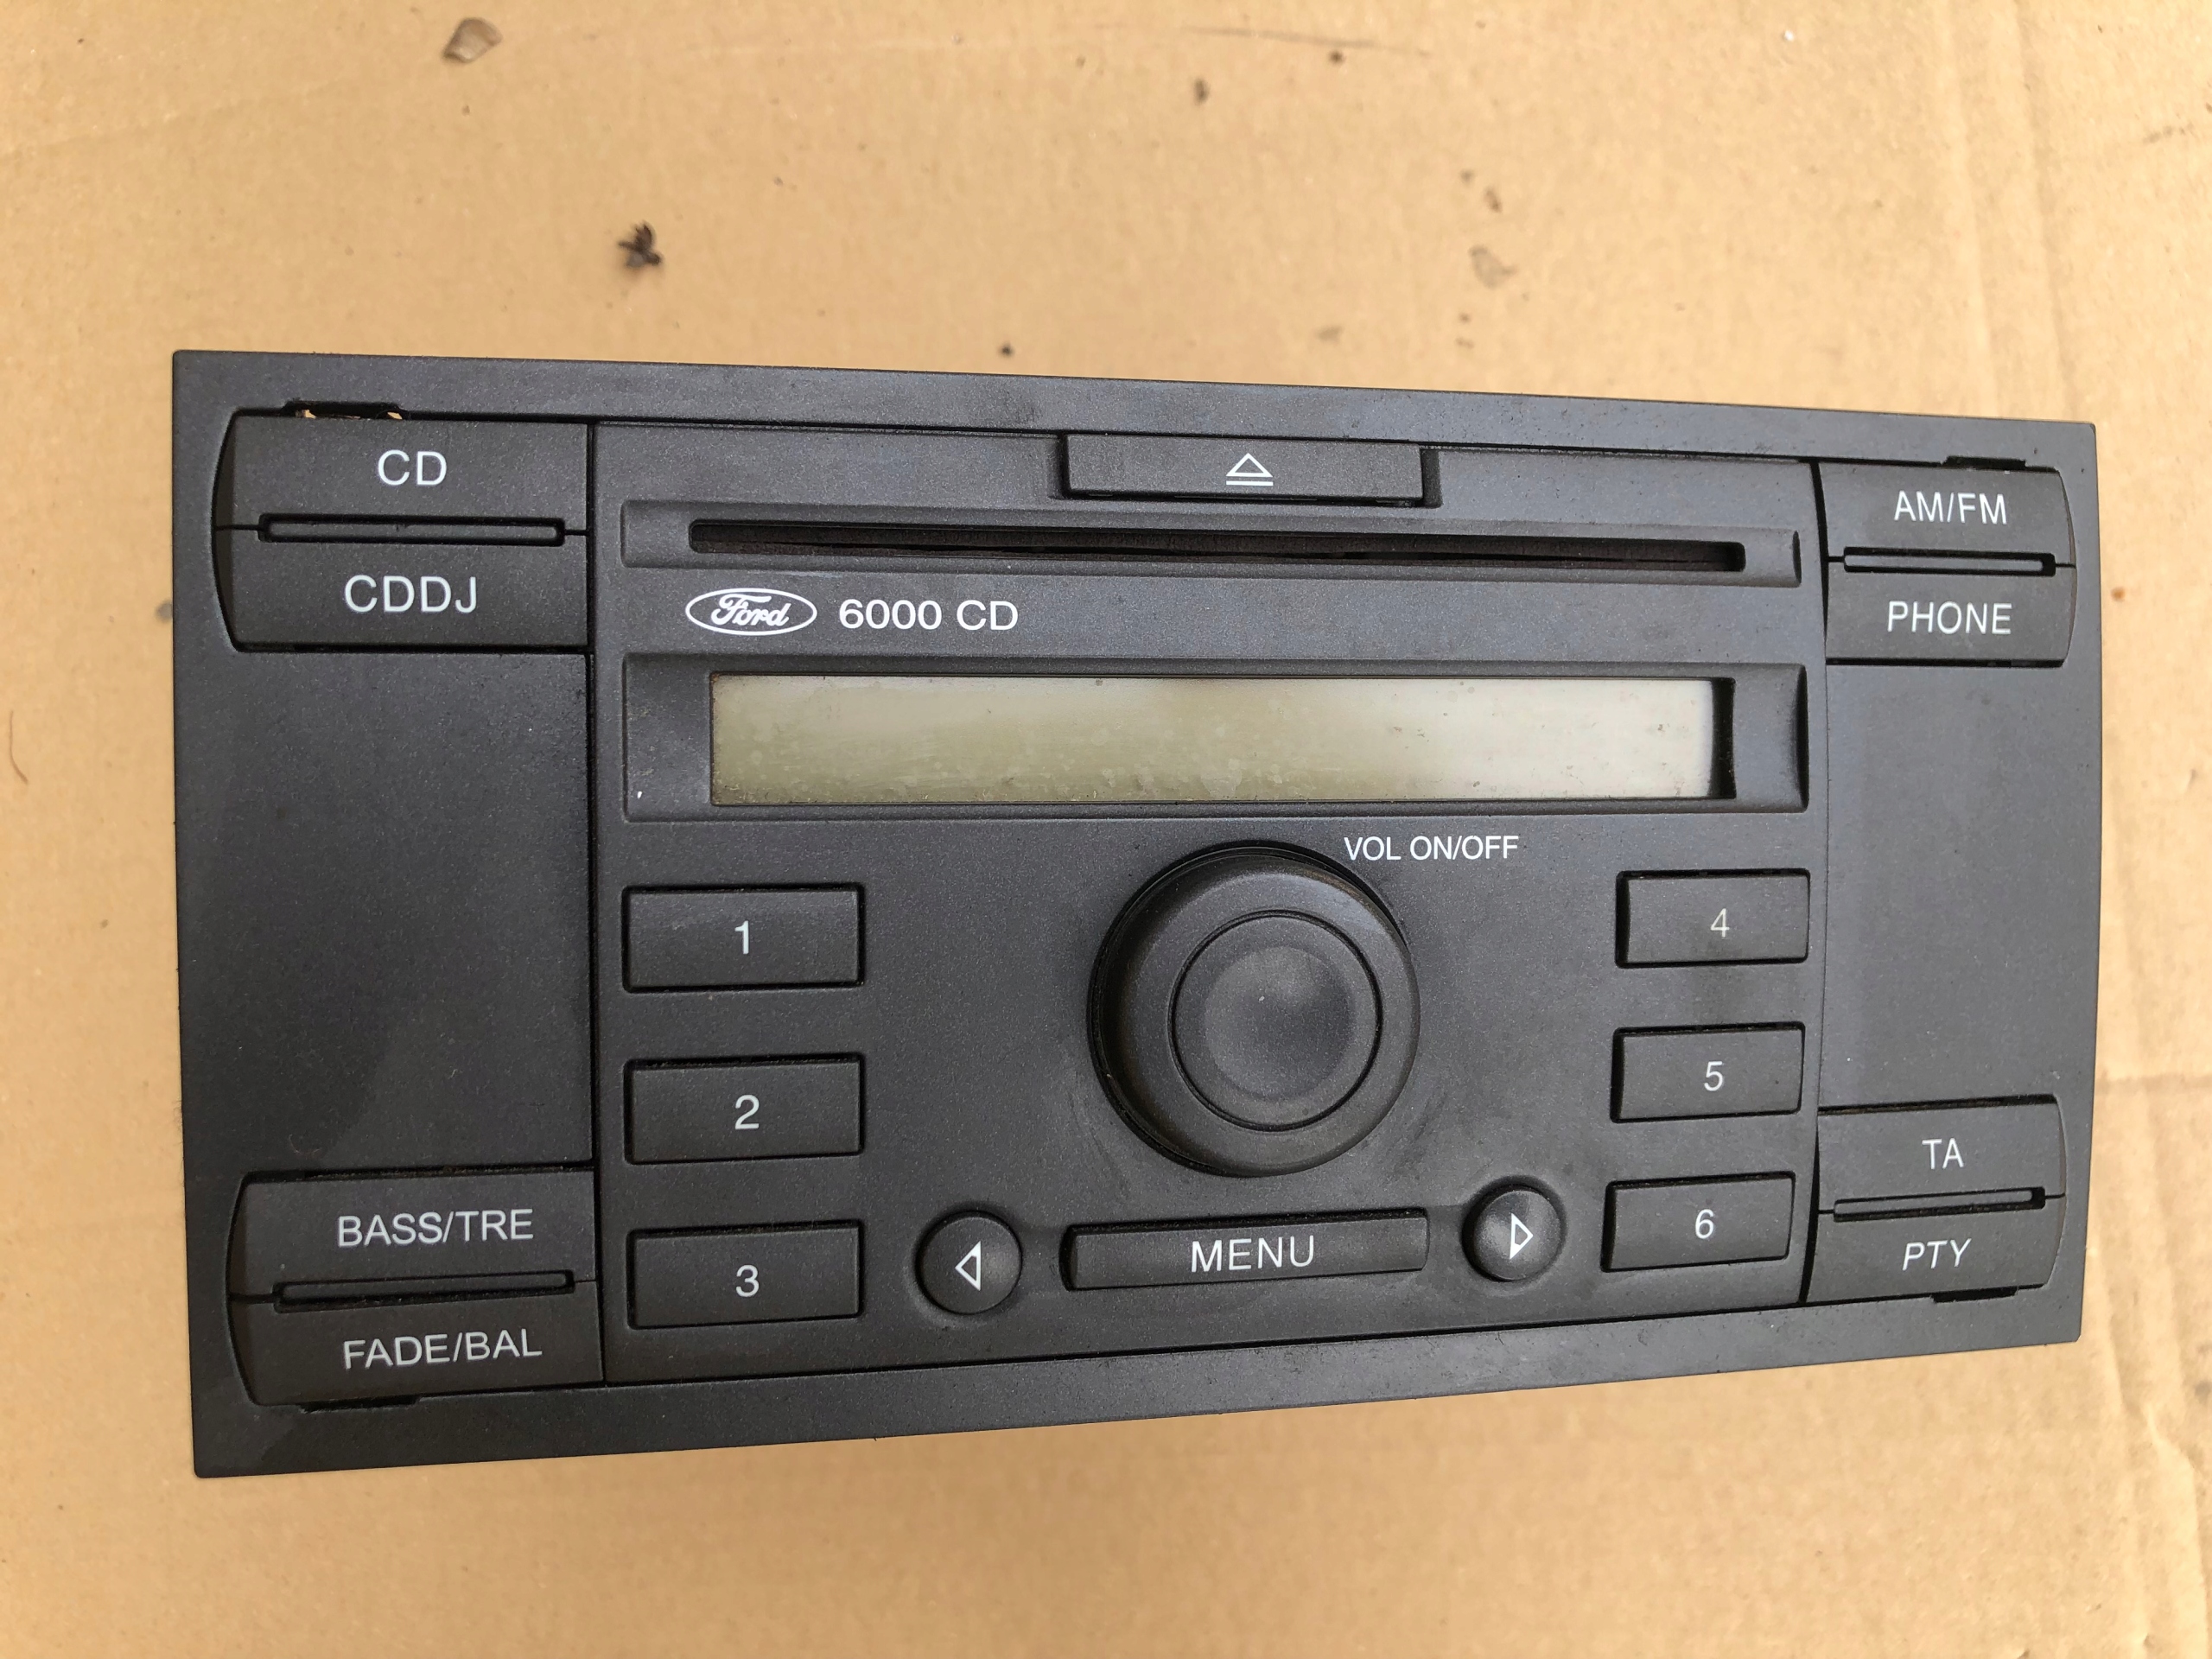 CD
CDDJ
AM/FM
PHONE
Ford 6000 CD
VOL ON/OFF
1
2
3
4
5
6
BASS/TRE
FADE/BAL
MENU
TA
PTY